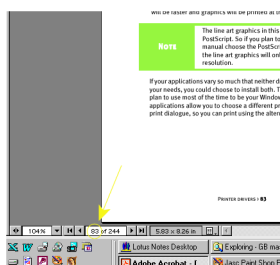 will be faster and graphics will be printed at th
NOTE
The line art graphics in this
PostScript. So if you plan to
manual choose the PostScri
the line art graphics will onl
resolution.
If your applications vary so much that neither d
your needs, you could choose to install both. T
plan to use most of the time to be your Window
applications allow you to choose a different pri
print dialogue, so you can print using the altern
PRINTER DRIVERS › 83
104% 83 of 244 5.83 x 8.26 in
Lotus Notes Desktop Exploring - GB ma
Adobe Acrobat - [ Jasc Paint Shop P